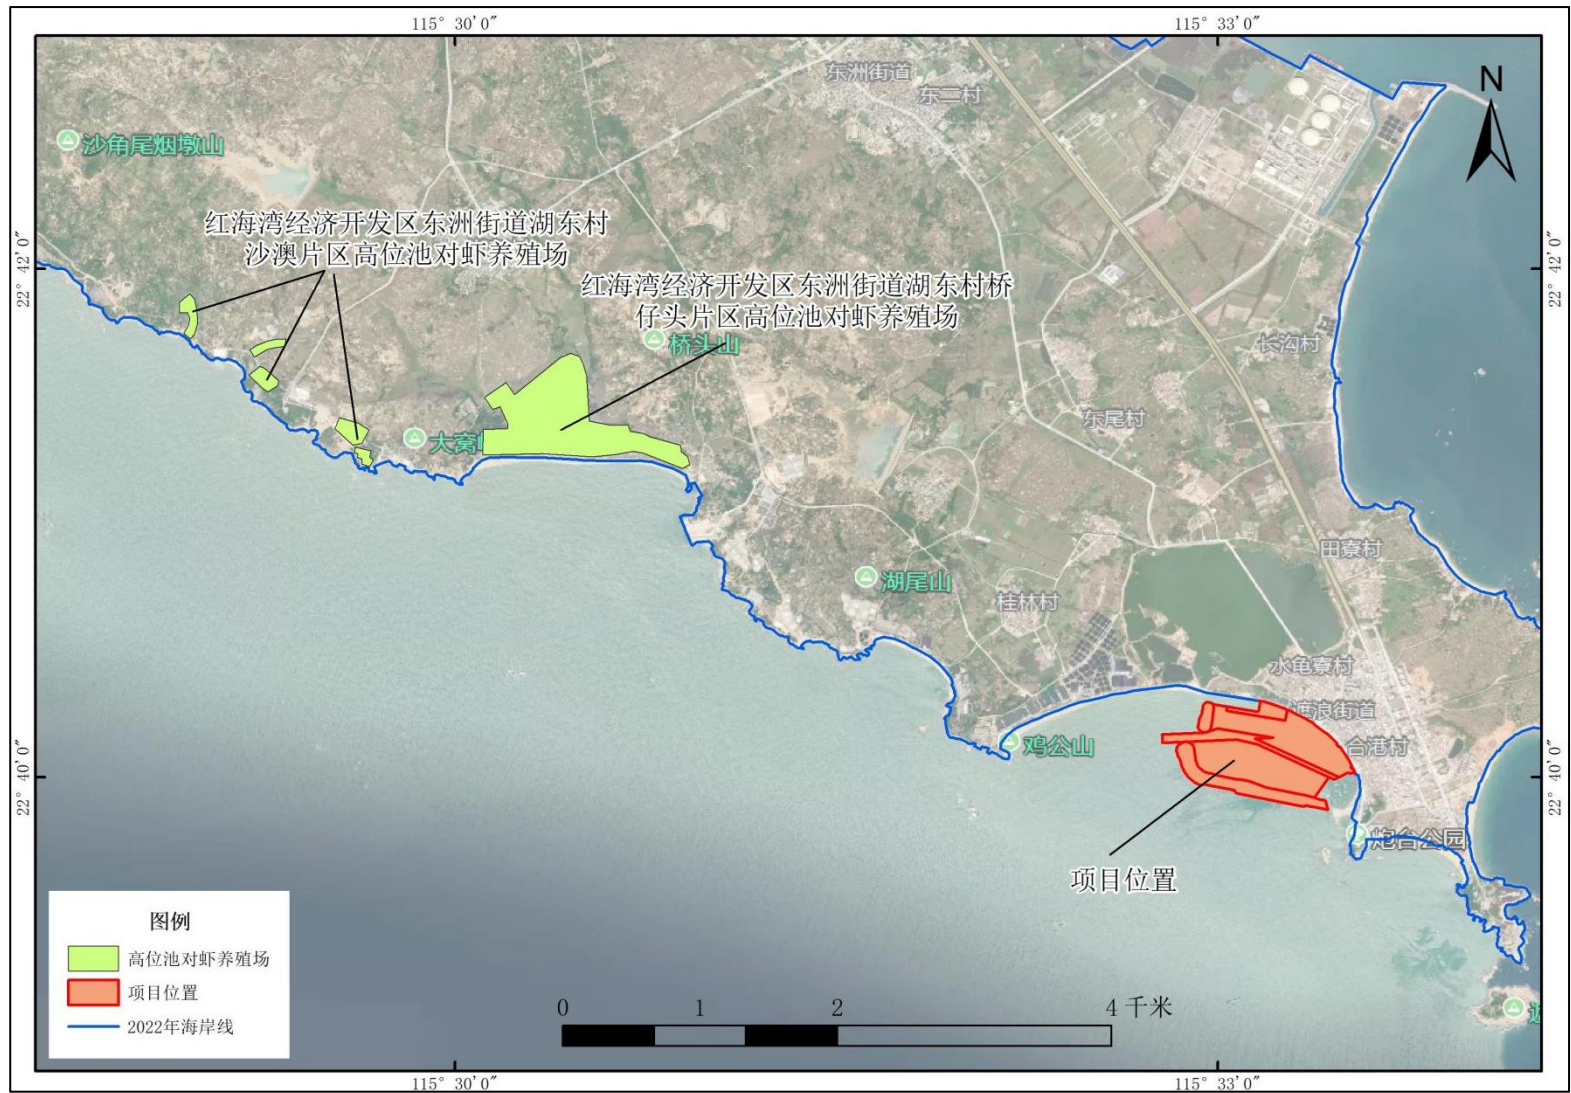 115° 30′0″
115° 33′0″
东洲街道
东二村
N
沙角尾烟墩山
红海湾经济开发区东洲街道湖东村
沙澳片区高位池对虾养殖场
22° 42′0″
22° 42′0″
红海湾经济开发区东洲街道湖东村桥
仔头片区高位池对虾养殖场
桥头山
长沟村
东尾村
大窝山
田寮村
湖尾山
桂林村
水龟寮村
遮浪街道
合港村
鸡公山
22° 40′0″
22° 40′0″
炮台公园
项目位置
图例
高位池对虾养殖场
项目位置
2022年海岸线
0 1 2 4 千米
115° 30′0″
115° 33′0″